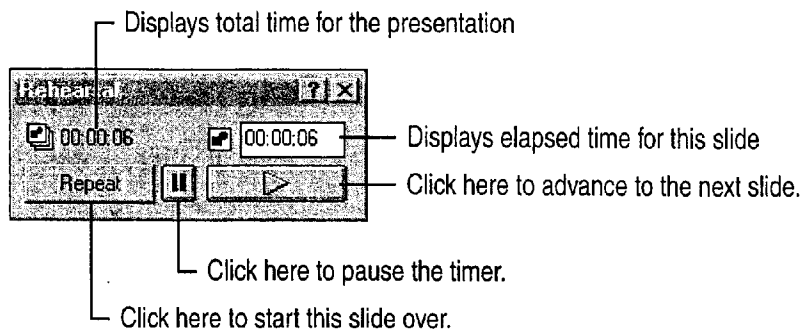 Displays total time for the presentation
Rehearsal
00:00:06 00:00:06
Displays elapsed time for this slide
Repeat
Click here to advance to the next slide.
Click here to pause the timer.
Click here to start this slide over.